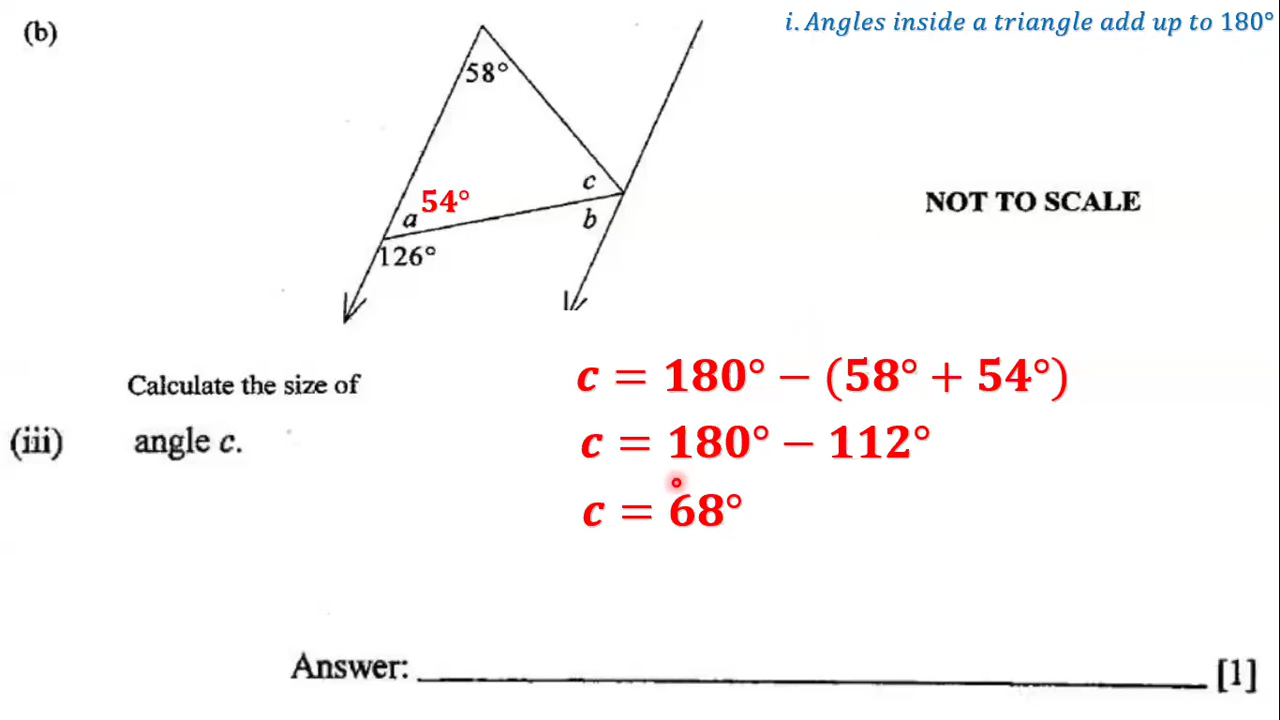 (b)
i. Angles inside a triangle add up to 180°
58°
c
54°
a
b
126°
NOT TO SCALE
Calculate the size of
c = 180° − (58° + 54°)
(iii) angle c.
c = 180° − 112°
c = 68°
Answer: ______________________ [1]